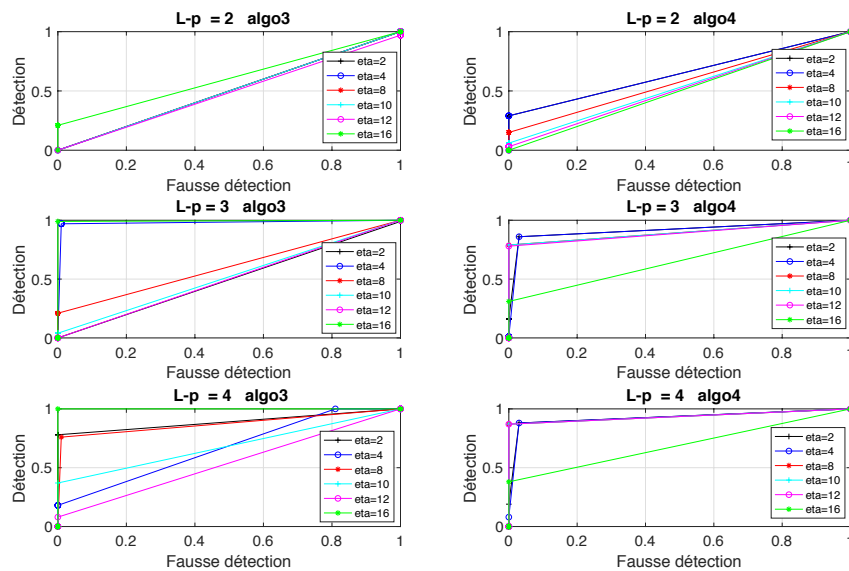 L-p = 2 algo3
Détection
1
0.5
0
0 0.2 0.4 0.6 0.8 1
Fausse détection
eta=2
eta=4
eta=8
eta=10
eta=12
eta=16
L-p = 2 algo4
Détection
1
0.5
0
0 0.2 0.4 0.6 0.8 1
Fausse détection
eta=2
eta=4
eta=8
eta=10
eta=12
eta=16
L-p = 3 algo3
Détection
1
0.5
0
0 0.2 0.4 0.6 0.8 1
Fausse détection
eta=2
eta=4
eta=8
eta=10
eta=12
eta=16
L-p = 3 algo4
Détection
1
0.5
0
0 0.2 0.4 0.6 0.8 1
Fausse détection
eta=2
eta=4
eta=8
eta=10
eta=12
eta=16
L-p = 4 algo3
Détection
1
0.5
0
0 0.2 0.4 0.6 0.8 1
Fausse détection
eta=2
eta=4
eta=8
eta=10
eta=12
eta=16
L-p = 4 algo4
Détection
1
0.5
0
0 0.2 0.4 0.6 0.8 1
Fausse détection
eta=2
eta=4
eta=8
eta=10
eta=12
eta=16